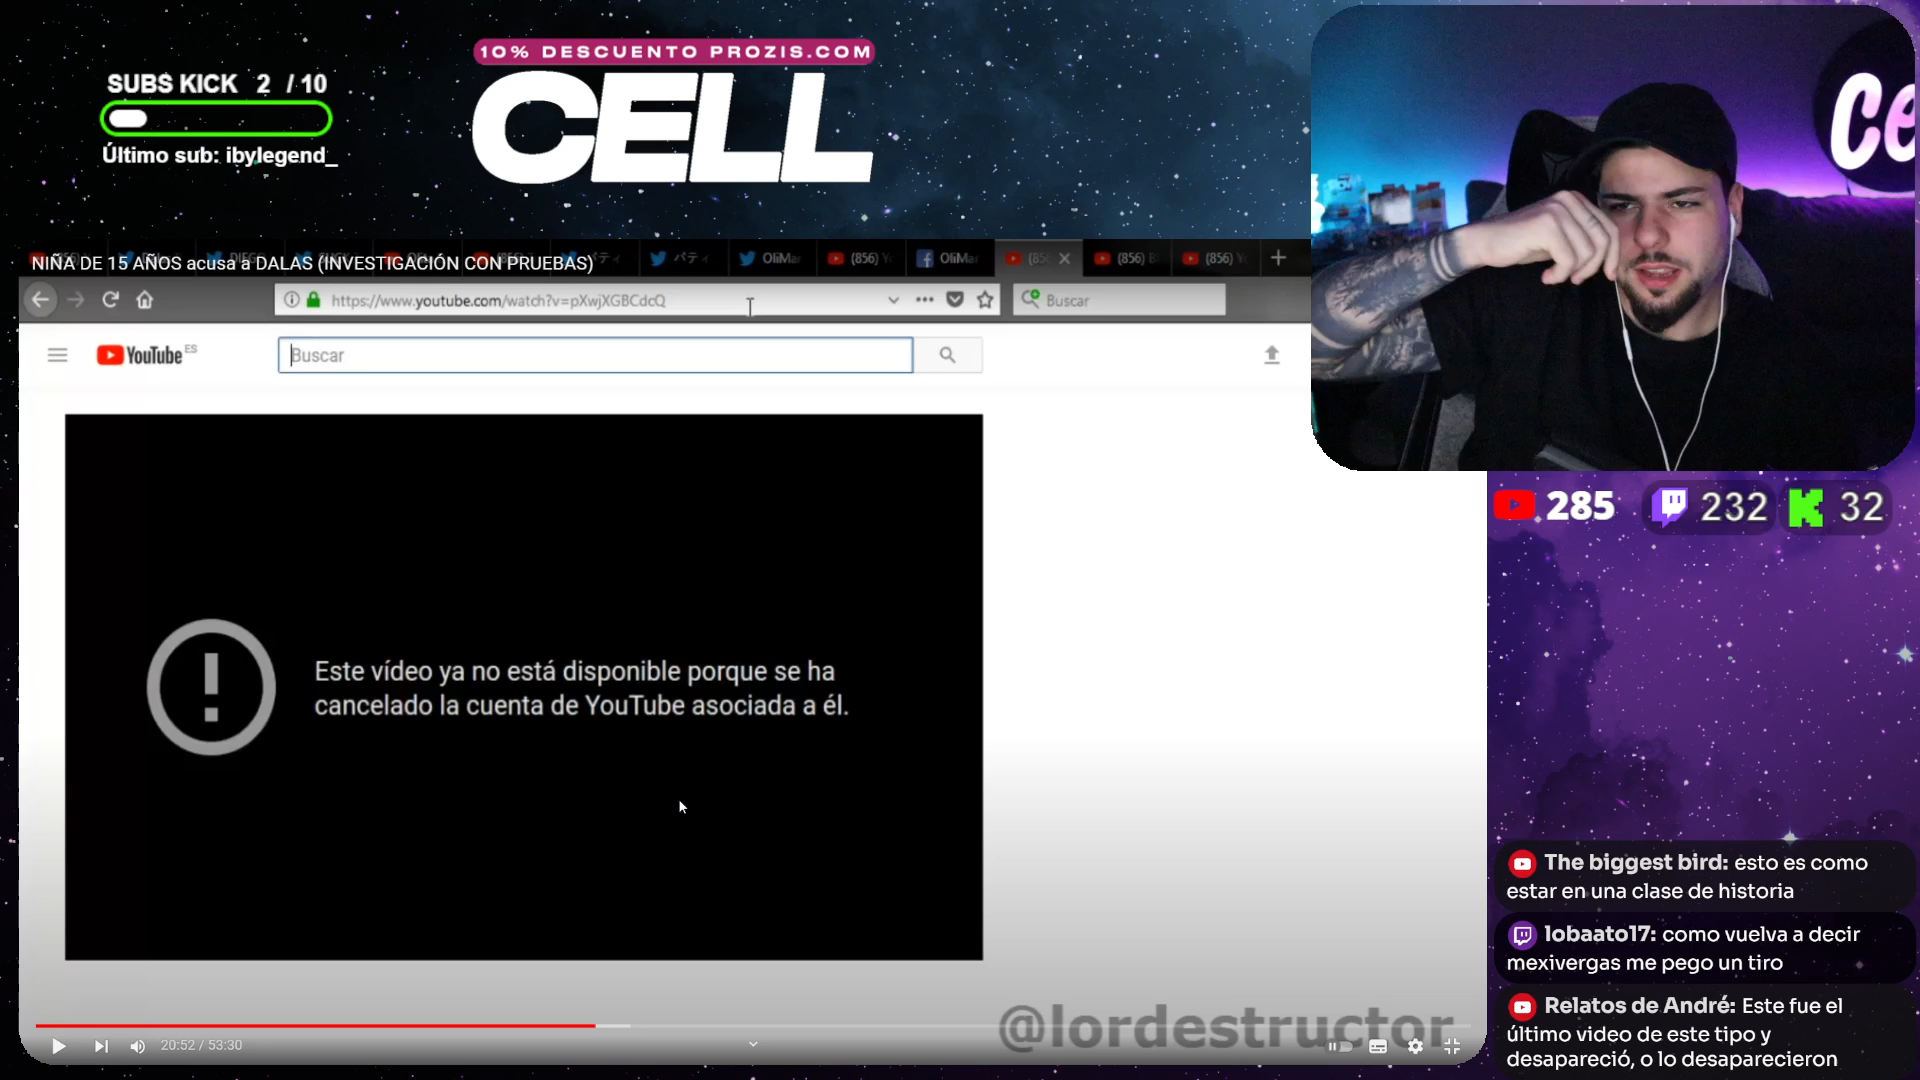 SUBS KICK 2 / 10
Último sub: ibylegend_
10% DESCUENTO PROZIS.COM
CELL
Ce
NIÑA DE 15 AÑOS acusa a DALAS (INVESTIGACIÓN CON PRUEBAS)
OliMar
(856) Y
OliMar
(856)
(856) Y
https://www.youtube.com/watch?v=pXwjXGBCdcQ
Buscar
YouTube ES
Buscar
285
232
32
Este vídeo ya no está disponible porque se ha
cancelado la cuenta de YouTube asociada a él.
The biggest bird: esto es como
estar en una clase de historia
lobaato17: como vuelva a decir
mexivergas me pego un tiro
Relatos de André: Este fue el
último video de este tipo y
desapareció, o lo desaparecieron
@lordestructor
20:52 / 53:30